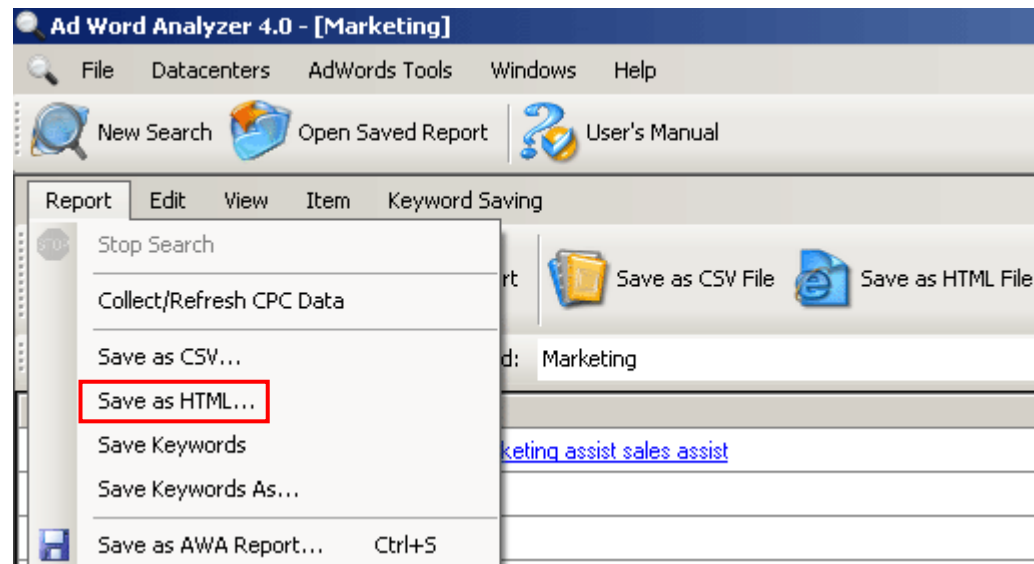 Ad Word Analyzer 4.0 - [Marketing]
File Datacenters AdWords Tools Windows Help
New Search Open Saved Report User's Manual
Report Edit View Item Keyword Saving
STOP Stop Search
rt Save as CSV File Save as HTML File
Collect/Refresh CPC Data
Save as CSV...
d: Marketing
Save as HTML...
Save Keywords
keting assist sales assist
Save Keywords As...
Save as AWA Report... Ctrl+S